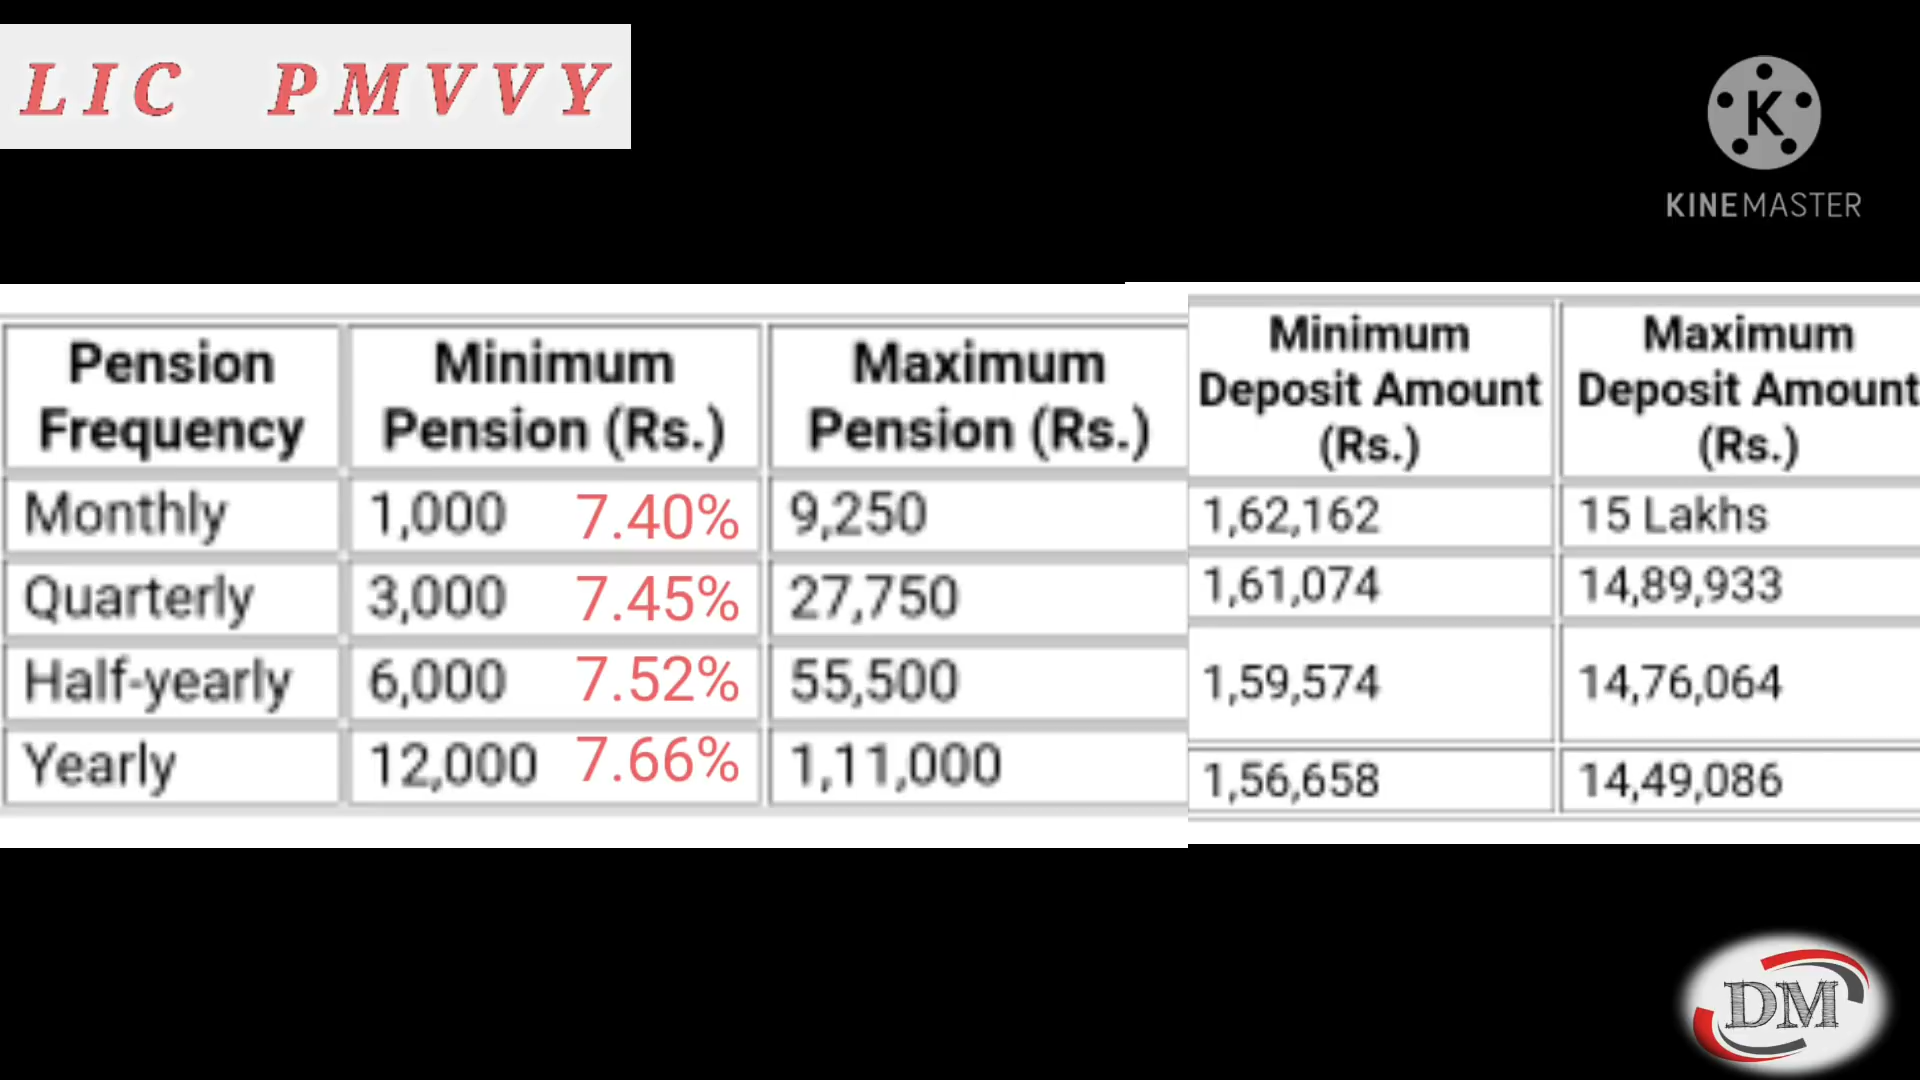 LIC PMVVY
K
KINEMASTER
Pension Frequency | Minimum Pension (Rs.) | Maximum Pension (Rs.) | Minimum Deposit Amount (Rs.) | Maximum Deposit Amount (Rs.)
Monthly 1,000 7.40% 9,250 1,62,162 15 Lakhs
Quarterly 3,000 7.45% 27,750 1,61,074 14,89,933
Half-yearly 6,000 7.52% 55,500 1,59,574 14,76,064
Yearly 12,000 7.66% 1,11,000 1,56,658 14,49,086
DM